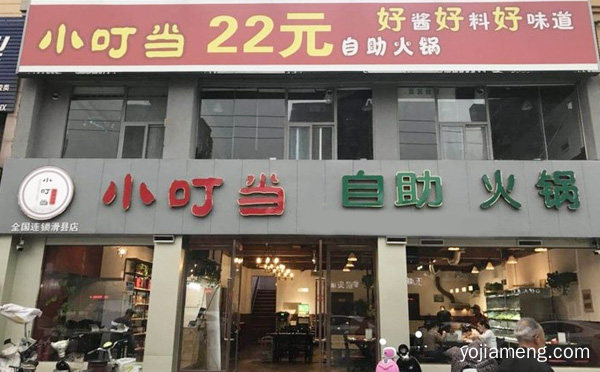 小叮当 22元 自助火锅 好酱好料好味道
小叮当 自助 火锅
小叮当
全国连锁滑县店
yojiameng.com